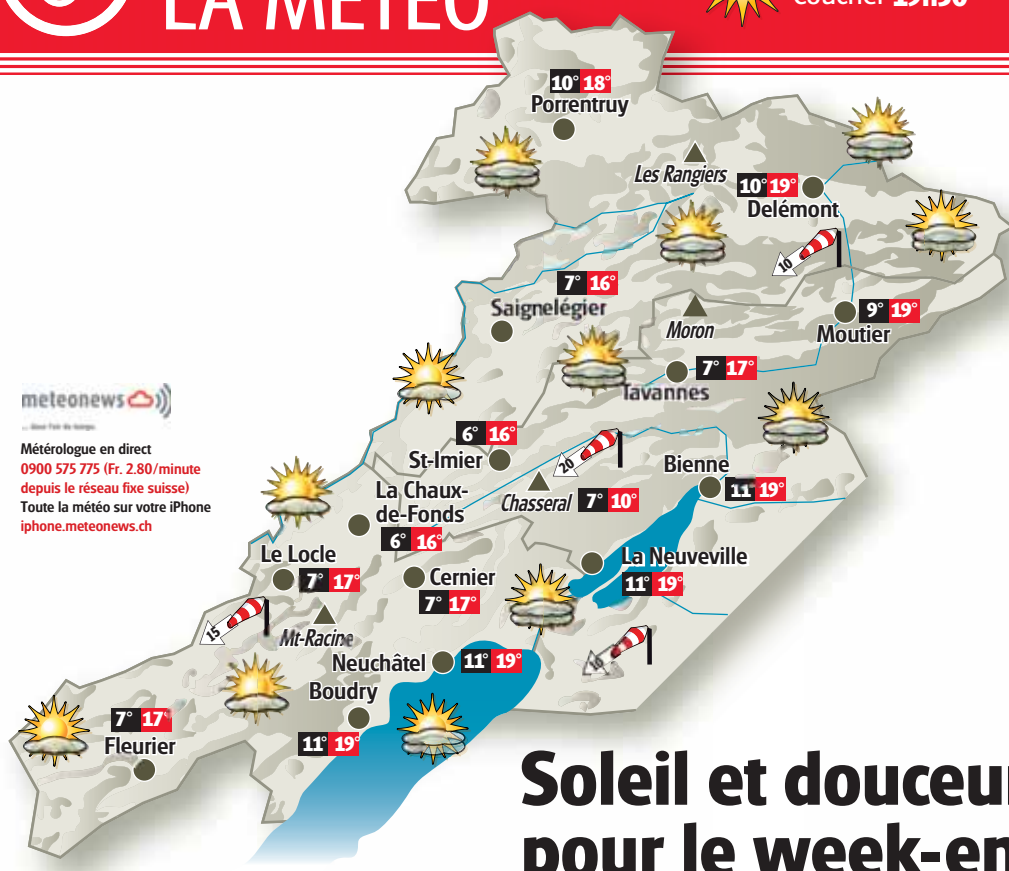 LA MÉTÉO
coucher 19h50
10° 18°
Porrentruy
Les Rangiers
10° 19°
Delémont
10
7° 16°
Saignelégier
Moron
9° 19°
Moutier
7° 17°
Tavannes
meteonews
Météorologue en direct
0900 575 775 (Fr. 2.80/minute
depuis le réseau fixe suisse)
Toute la météo sur votre iPhone
iphone.meteonews.ch
6° 16°
St-Imier
20
Bienne
11° 19°
Chasseral 7° 10°
La Chaux-
de-Fonds
6° 16°
Le Locle
7° 17°
Cernier
7° 17°
La Neuveville
11° 19°
15
Mt-Racine
Neuchâtel 11° 19°
10
Boudry
11° 19°
7° 17°
Fleurier
Soleil et douceur
pour le week-en